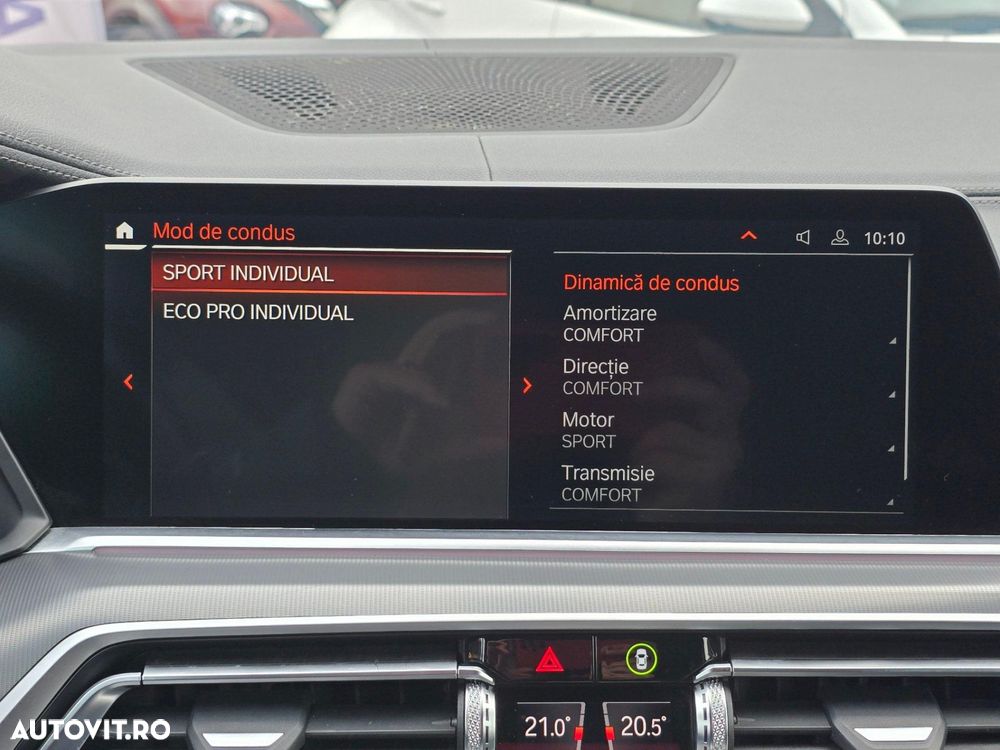 Mod de condus
10:10
SPORT INDIVIDUAL
ECO PRO INDIVIDUAL
Dinamică de condus
Amortizare
COMFORT
Direcție
COMFORT
Motor
SPORT
Transmisie
COMFORT
21.0°
20.5°
AUTOVIT.RO